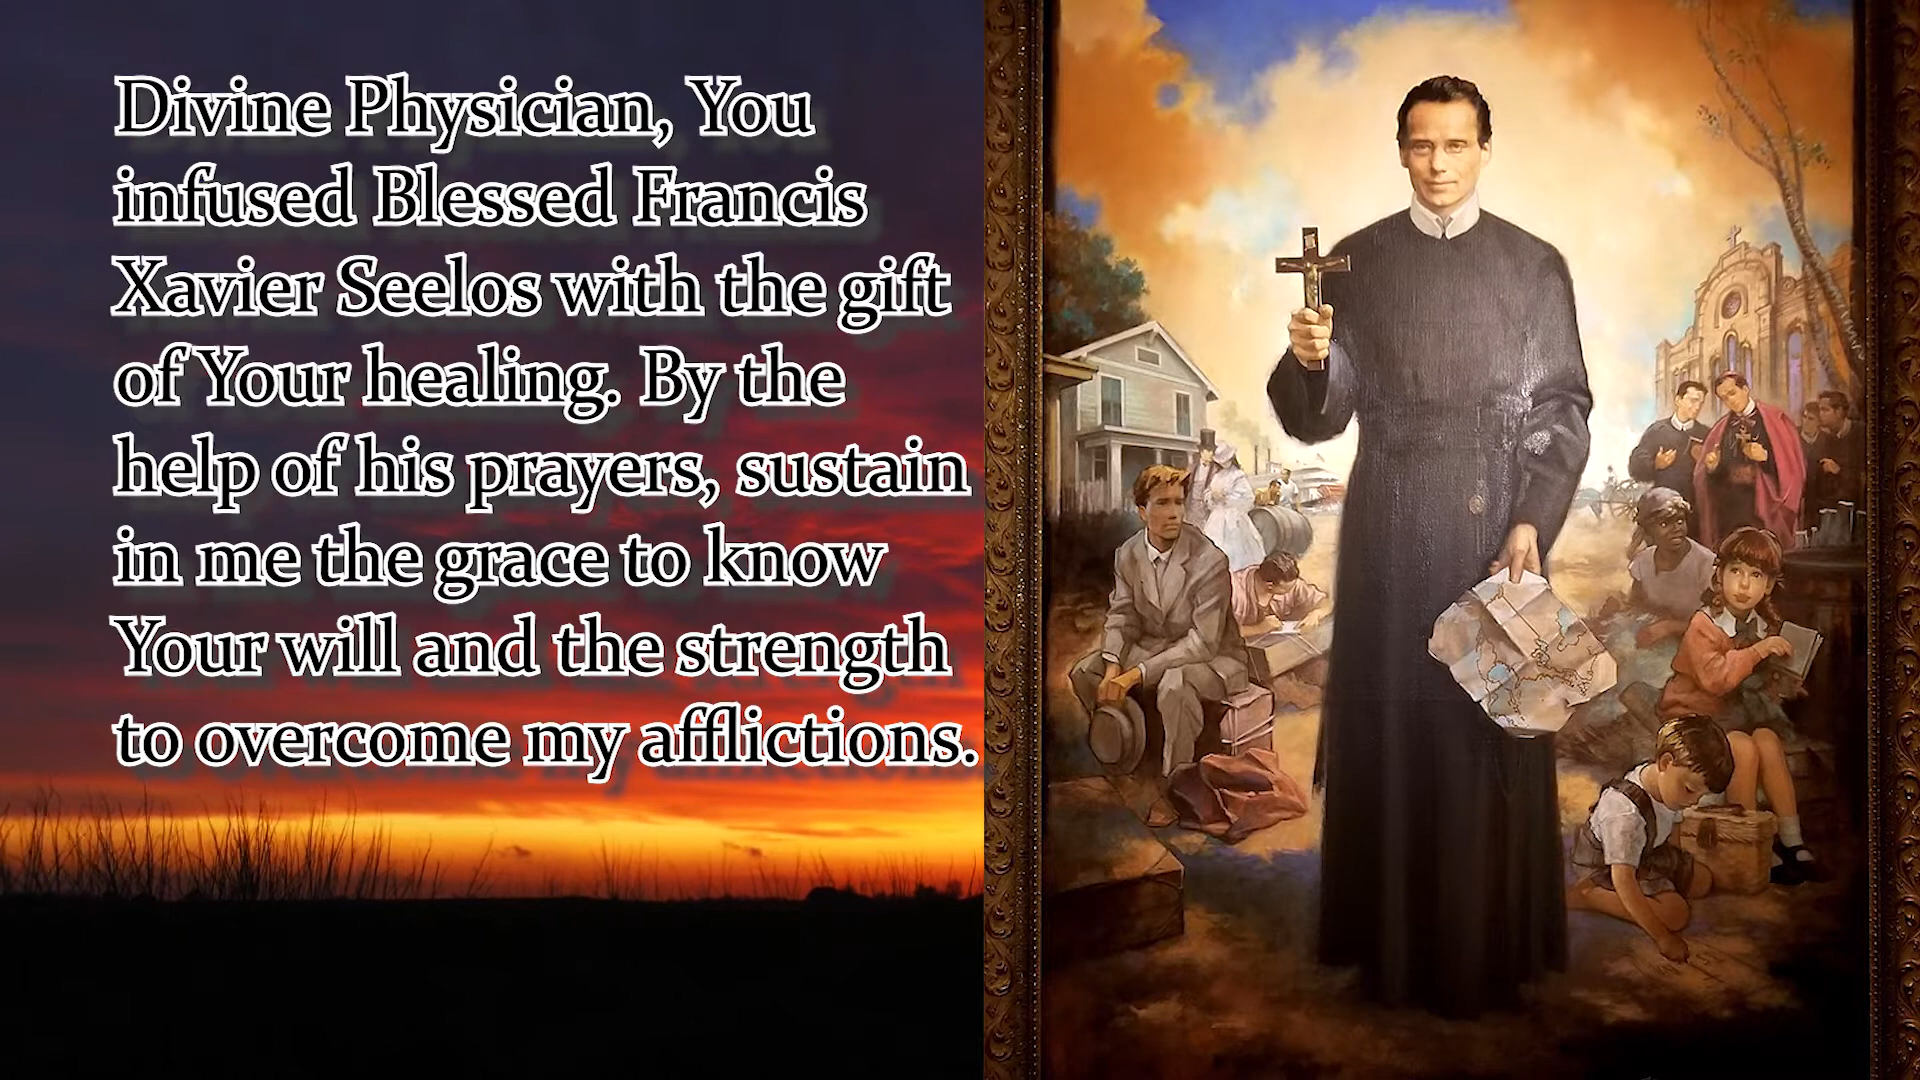 Divine Physician, You
infused Blessed Francis
Xavier Seelos with the gift
of Your healing. By the
help of his prayers, sustain
in me the grace to know
Your will and the strength
to overcome my afflictions.